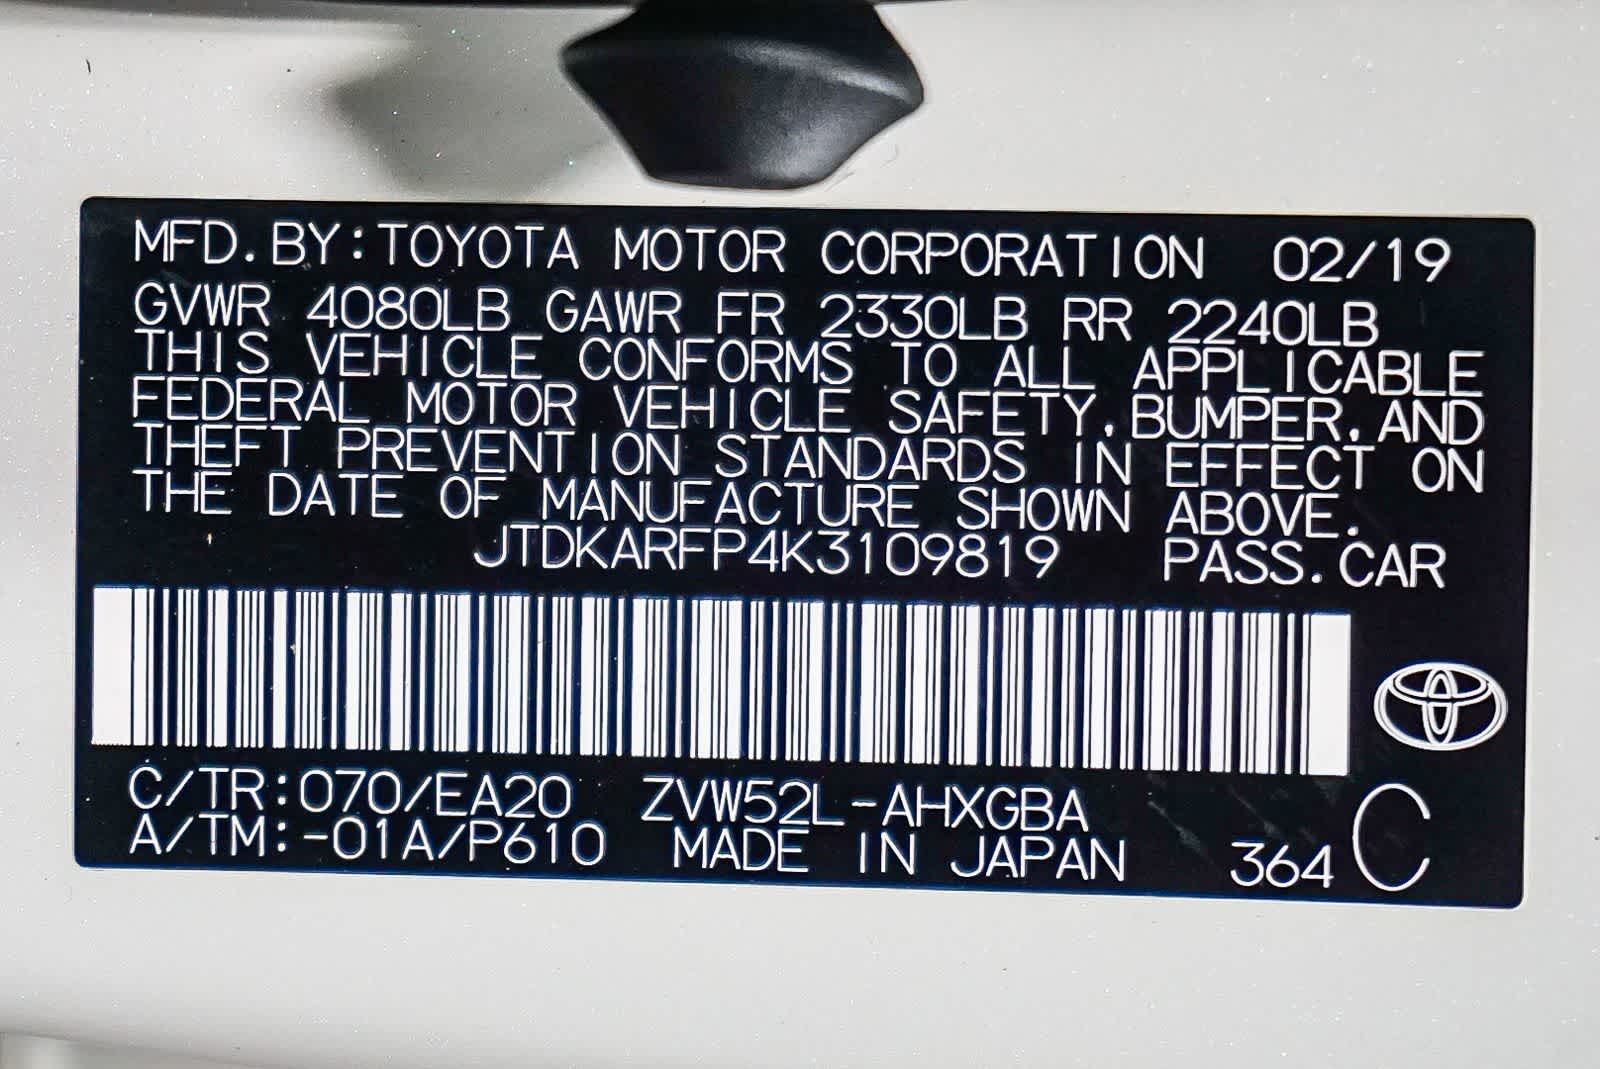 MFD. BY: TOYOTA MOTOR CORPORATION 02/19
GVWR 4080LB GAWR FR 2330LB RR 2240LB
THIS VEHICLE CONFORMS TO ALL APPLICABLE
FEDERAL MOTOR VEHICLE SAFETY, BUMPER, AND
THEFT PREVENTION STANDARDS IN EFFECT ON
THE DATE OF MANUFACTURE SHOWN ABOVE.
JTDKARFP4K3109819 PASS. CAR
C/TR:070/EA20 ZVW52L-AHXGBA
A/TM:-01A/P610 MADE IN JAPAN 364 C